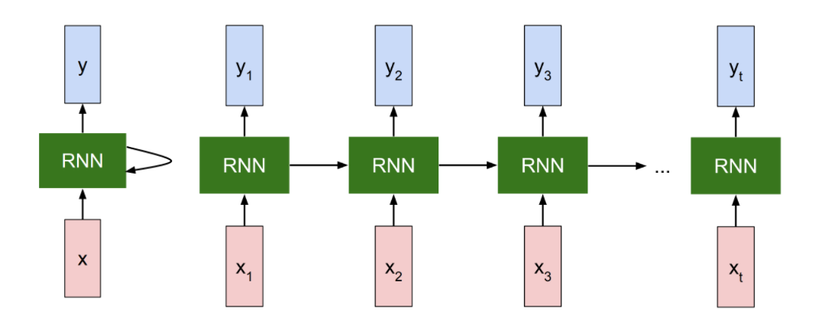 y y₁ y₂ y₃ yₜ
RNN RNN RNN RNN ... RNN
x x₁ x₂ x₃ xₜ